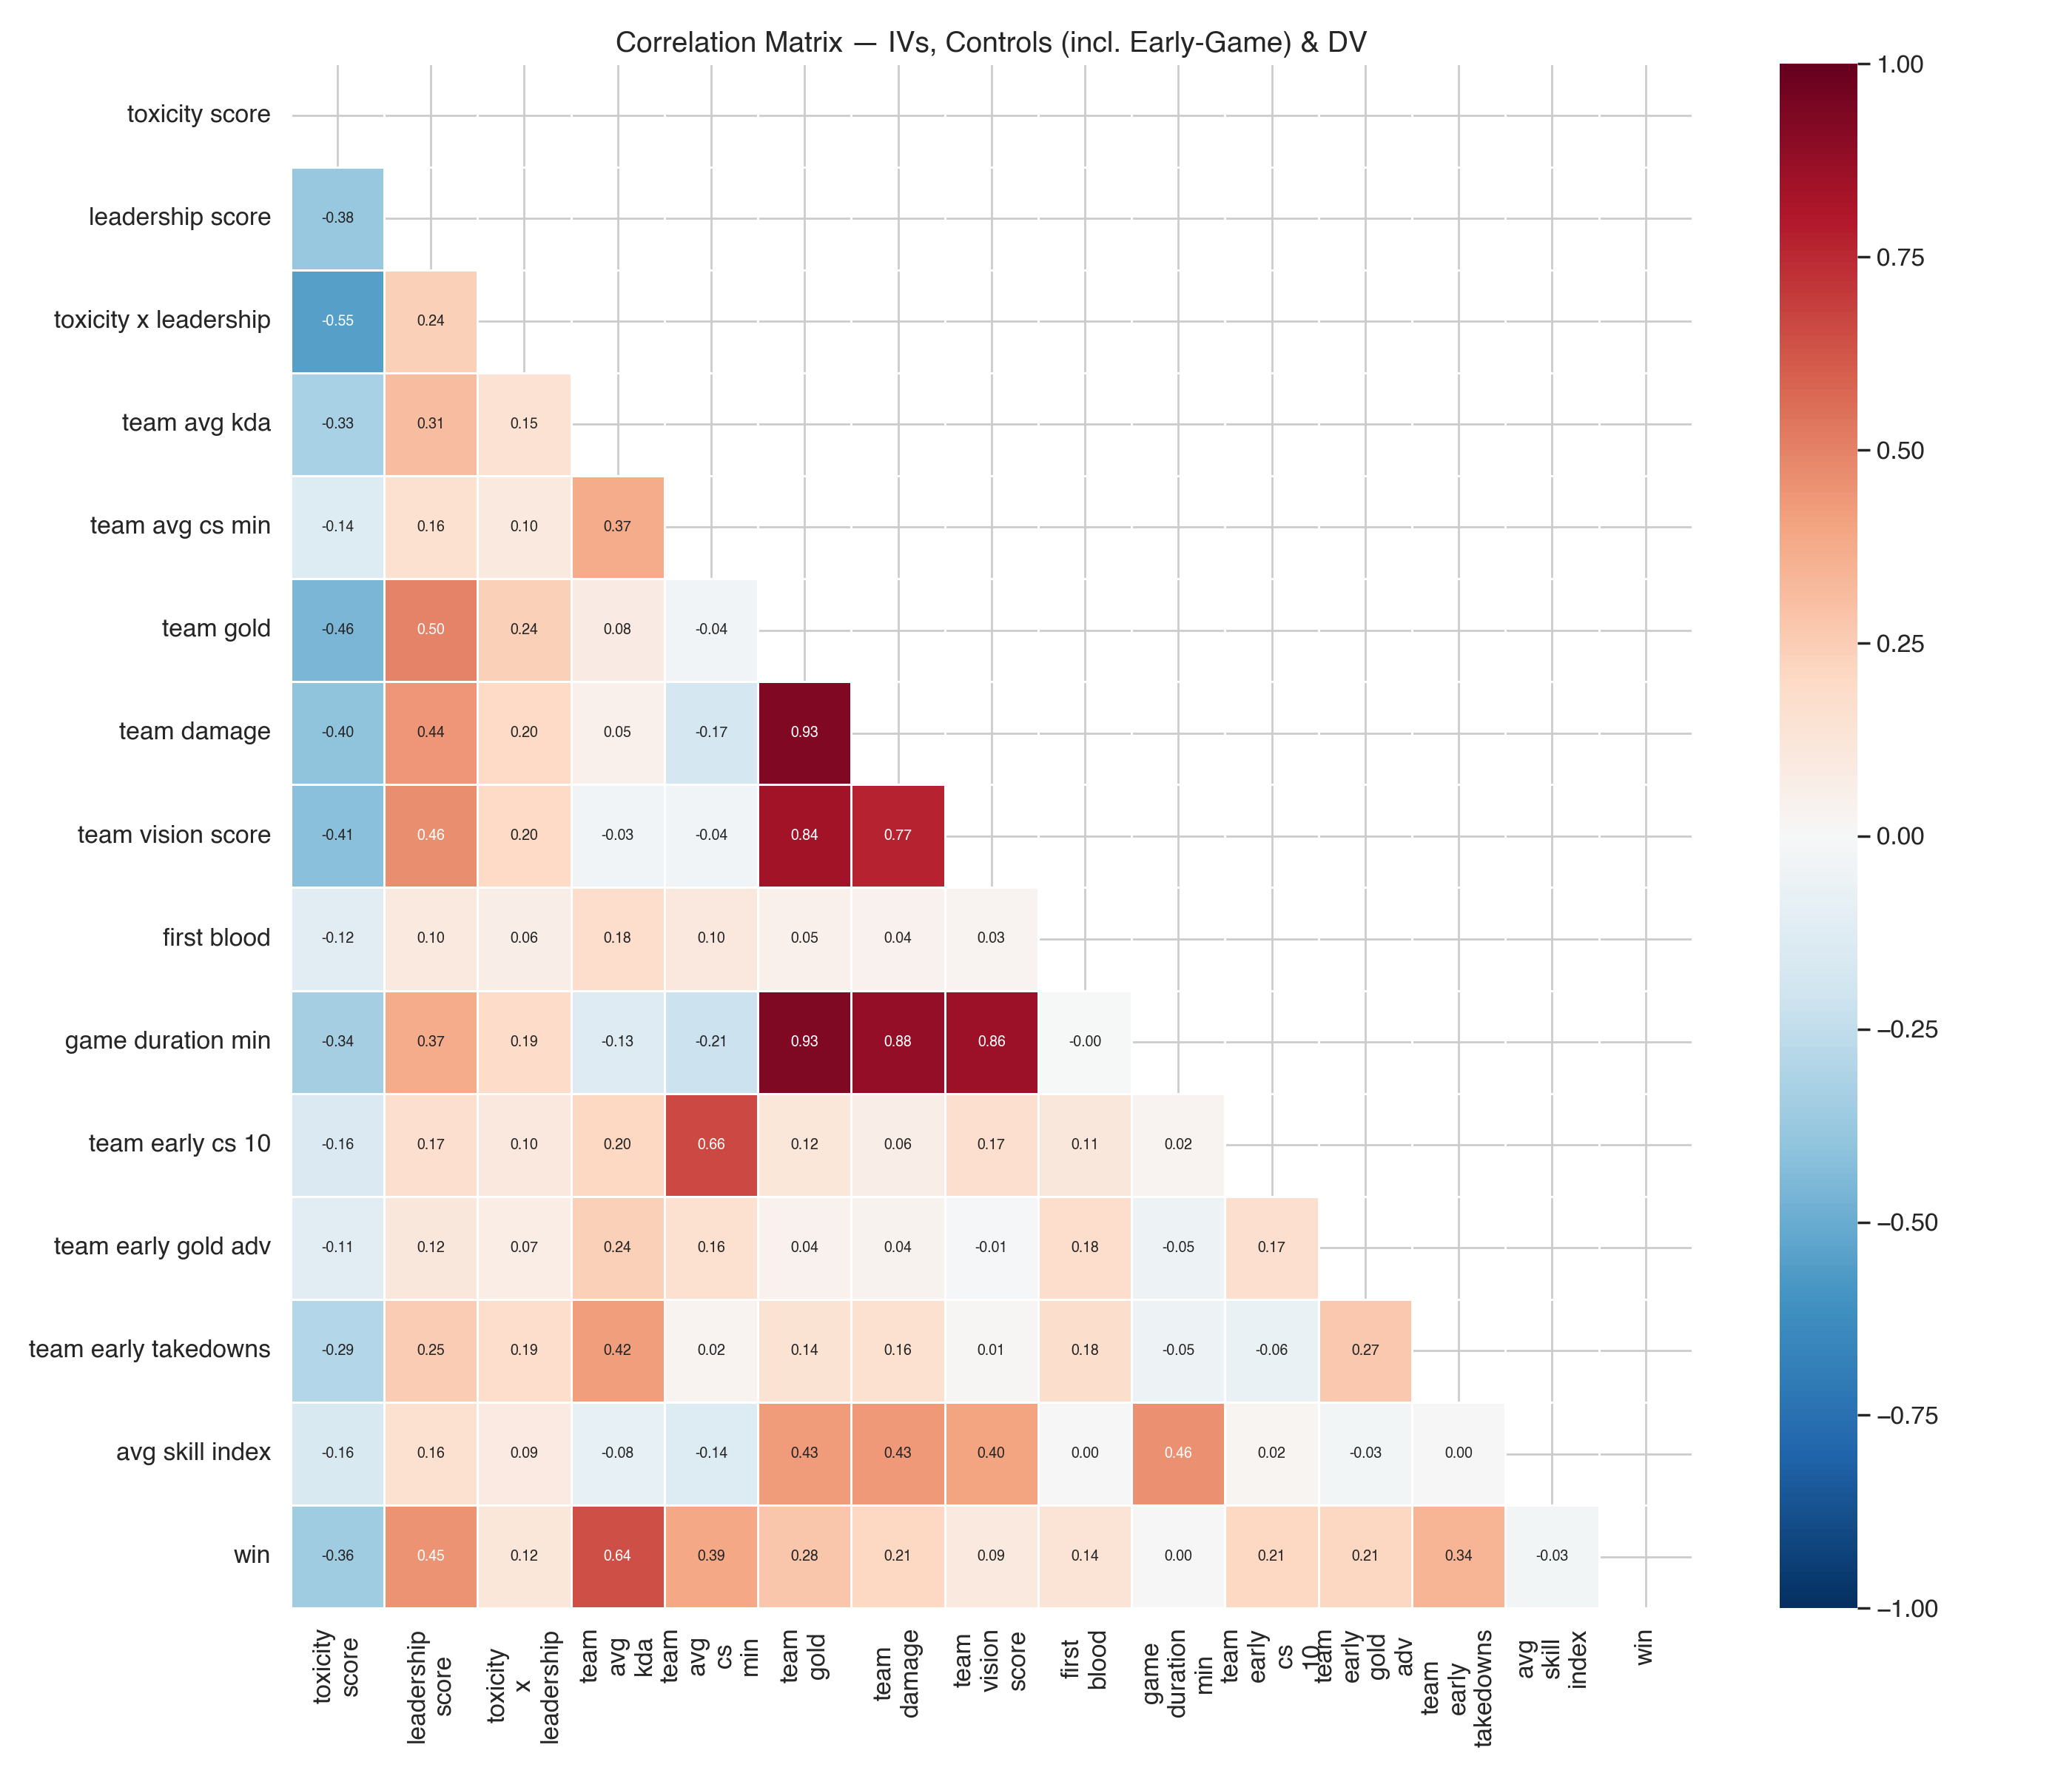 Correlation Matrix — IVs, Controls (incl. Early-Game) & DV
toxicity score
leadership score
-0.38
toxicity x leadership
-0.55 0.24
team avg kda
-0.33 0.31 0.15
team avg cs min
-0.14 0.16 0.10 0.37
team gold
-0.46 0.50 0.24 0.08 -0.04
team damage
-0.40 0.44 0.20 0.05 -0.17 0.93
team vision score
-0.41 0.46 0.20 -0.03 -0.04 0.84 0.77
first blood
-0.12 0.10 0.06 0.18 0.10 0.05 0.04 0.03
game duration min
-0.34 0.37 0.19 -0.13 -0.21 0.93 0.88 0.86 -0.00
team early cs 10
-0.16 0.17 0.10 0.20 0.66 0.12 0.06 0.17 0.11 0.02
team early gold adv
-0.11 0.12 0.07 0.24 0.16 0.04 0.04 -0.01 0.18 -0.05 0.17
team early takedowns
-0.29 0.25 0.19 0.42 0.02 0.14 0.16 0.01 0.18 -0.05 -0.06 0.27
avg skill index
-0.16 0.16 0.09 -0.08 -0.14 0.43 0.43 0.40 0.00 0.46 0.02 -0.03 0.00
win
-0.36 0.45 0.12 0.64 0.39 0.28 0.21 0.09 0.14 0.00 0.21 0.21 0.34 -0.03
toxicity
score
leadership
score
toxicity
x
leadership
team
avg
kda
team
avg
cs
min
team
gold
team
damage
team
vision
score
first
blood
game
duration
min
team
early
cs
10
team
early
gold
adv
team
early
takedowns
avg
skill
index
win
1.00
0.75
0.50
0.25
0.00
−0.25
−0.50
−0.75
−1.00